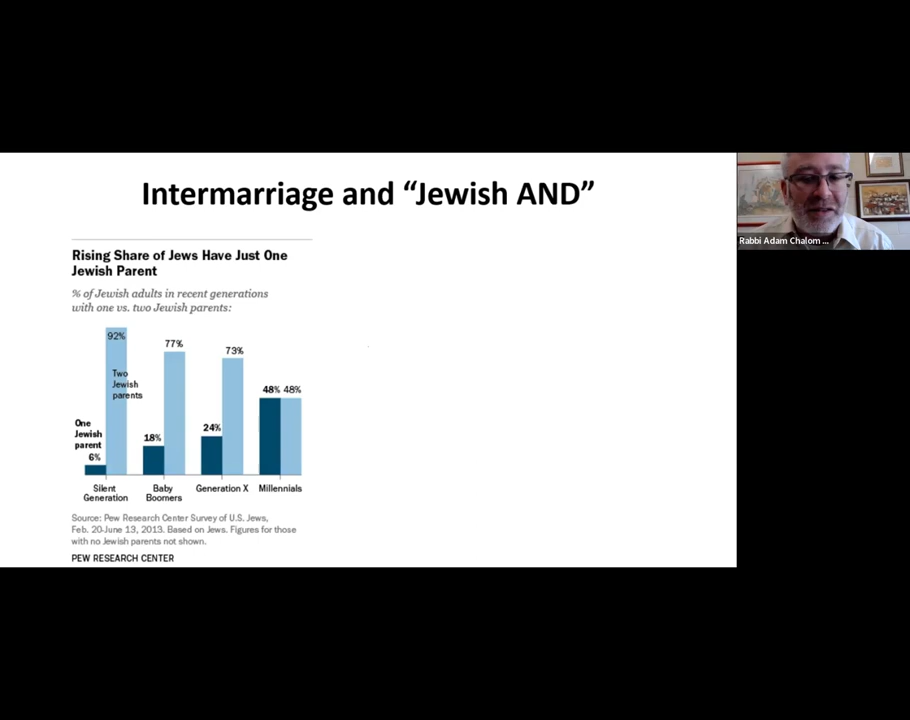 Intermarriage and “Jewish AND”
Rabbi Adam Chalom ...
Rising Share of Jews Have Just One
Jewish Parent
% of Jewish adults in recent generations
with one vs. two Jewish parents:
92%
77%
73%
48% 48%
Two
Jewish
parents
One
Jewish
parent
6%
18%
24%
Silent
Generation
Baby
Boomers
Generation X
Millennials
Source: Pew Research Center Survey of U.S. Jews,
Feb. 20-June 13, 2013. Based on Jews. Figures for those
with no Jewish parents not shown.
PEW RESEARCH CENTER